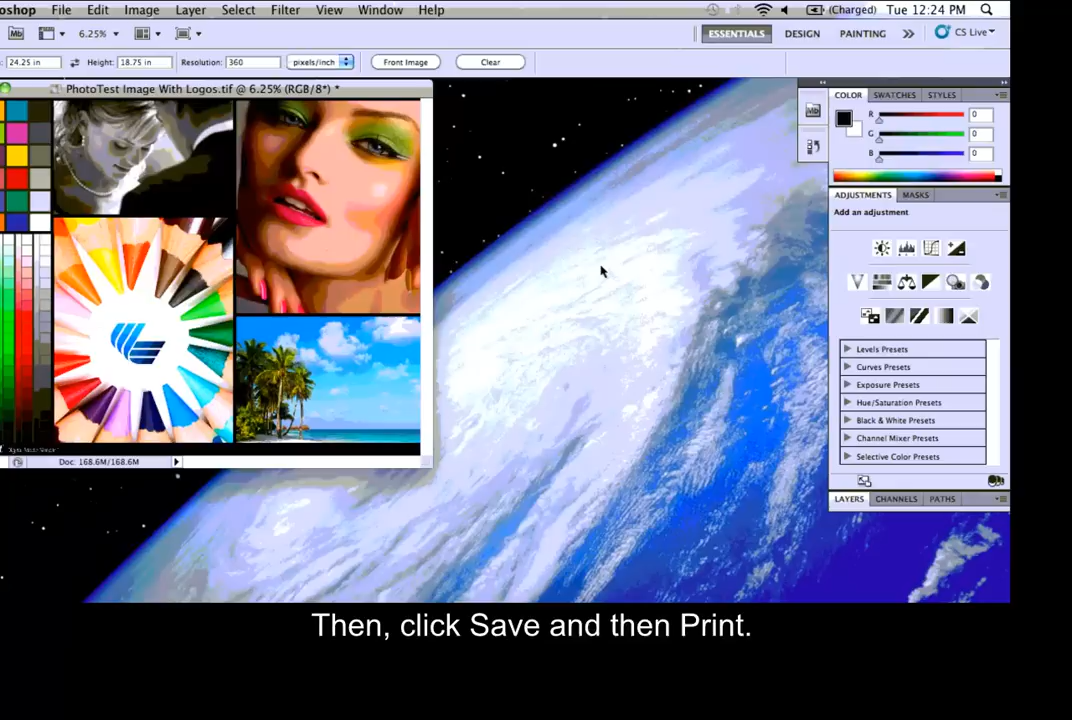 oshop File Edit Image Layer Select Filter View Window Help (Charged) Tue 12:24 PM
Mb 6.25% ESSENTIALS DESIGN PAINTING CS Live
24.25 in Height: 18.75 in Resolution: 360 pixels/inch Front Image Clear
PhotoTest Image With Logos.tif @ 6.25% (RGB/8*) *
COLOR SWATCHES STYLES
Mb
R 0
G 0
B 0
ADJUSTMENTS MASKS
Add an adjustment
Levels Presets
Curves Presets
Exposure Presets
Hue/Saturation Presets
Black & White Presets
Channel Mixer Presets
Selective Color Presets
Doc: 168.6M/168.6M
LAYERS CHANNELS PATHS
Then, click Save and then Print.